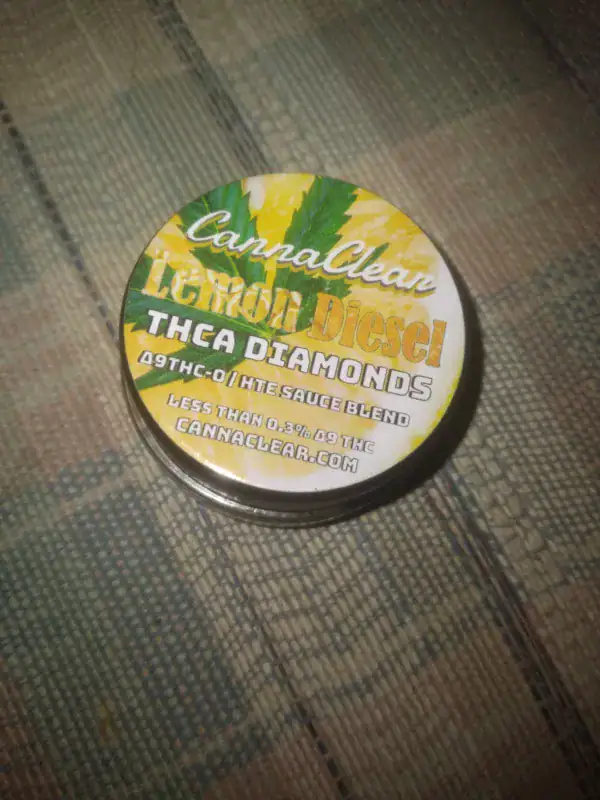 CannaClear
Lemon Diesel
THCA DIAMONDS
Δ9THC-O/HTE SAUCE BLEND
LESS THAN 0.3% Δ9 THC
CANNACLEAR.COM